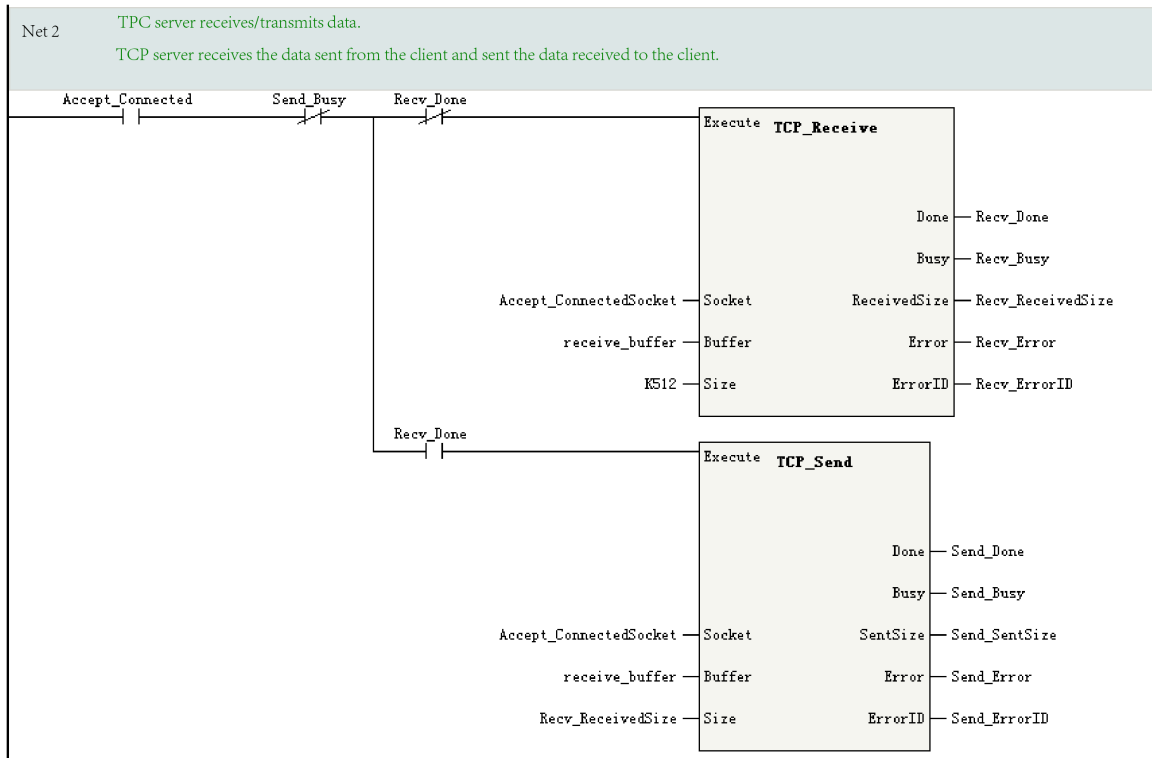 Net 2
TPC server receives/transmits data.
TCP server receives the data sent from the client and sent the data received to the client.
Accept_Connected Send_Busy Recv_Done
Execute TCP_Receive
Done Recv_Done
Busy Recv_Busy
Accept_ConnectedSocket Socket ReceivedSize Recv_ReceivedSize
receive_buffer Buffer Error Recv_Error
K512 Size ErrorID Recv_ErrorID
Recv_Done
Execute TCP_Send
Done Send_Done
Busy Send_Busy
Accept_ConnectedSocket Socket SentSize Send_SentSize
receive_buffer Buffer Error Send_Error
Recv_ReceivedSize Size ErrorID Send_ErrorID